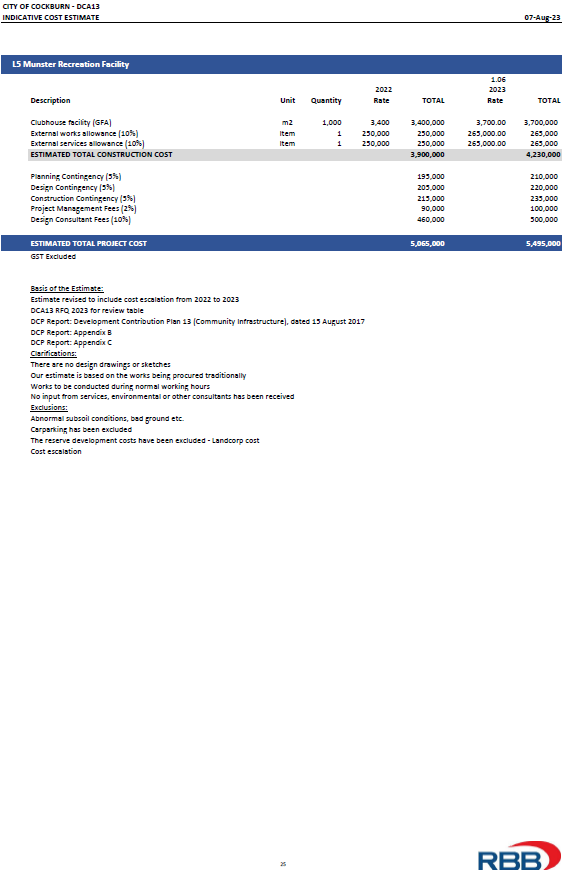 CITY OF COCKBURN - DCA13
INDICATIVE COST ESTIMATE 07-Aug-23
L5 Munster Recreation Facility
1.06
2022 2023
Description Unit Quantity Rate TOTAL Rate TOTAL
Clubhouse facility (GFA) m2 1,000 3,400 3,400,000 3,700.00 3,700,000
External works allowance (10%) Item 1 250,000 250,000 265,000.00 265,000
External services allowance (10%) Item 1 250,000 250,000 265,000.00 265,000
ESTIMATED TOTAL CONSTRUCTION COST 3,900,000 4,230,000
Planning Contingency (5%) 195,000 210,000
Design Contingency (5%) 205,000 220,000
Construction Contingency (5%) 215,000 235,000
Project Management Fees (2%) 90,000 100,000
Design Consultant Fees (10%) 460,000 500,000
ESTIMATED TOTAL PROJECT COST 5,065,000 5,495,000
GST Excluded
Basis of the Estimate:
Estimate revised to include cost escalation from 2022 to 2023
DCA13 RFQ 2023 for review table
DCP Report: Development Contribution Plan 13 (Community Infrastructure), dated 15 August 2017
DCP Report: Appendix B
DCP Report: Appendix C
Clarifications:
There are no design drawings or sketches
Our estimate is based on the works being procured traditionally
Works to be conducted during normal working hours
No input from services, environmental or other consultants has been received
Exclusions:
Abnormal subsoil conditions, bad ground etc.
Carparking has been excluded
The reserve development costs have been excluded - Landcorp cost
Cost escalation
25
RBB